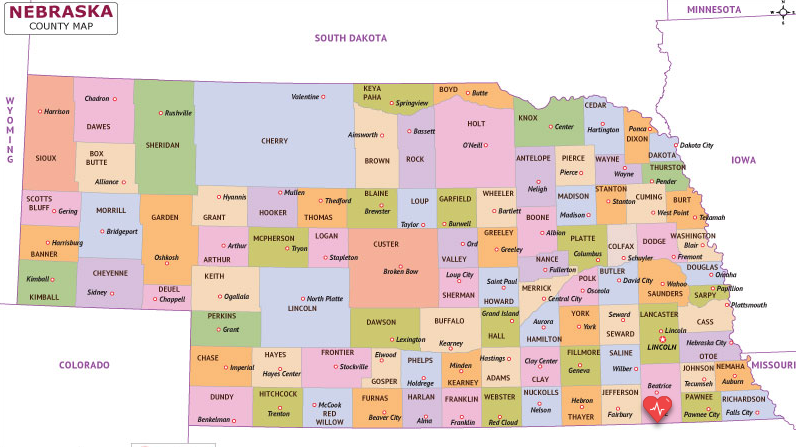 NEBRASKA
COUNTY MAP
MINNESOTA
SOUTH DAKOTA
WYOMING
IOWA
COLORADO
MISSOURI
Harrison
SIOUX
Chadron
DAWES
Rushville
SHERIDAN
BOX
BUTTE
Alliance
Valentine
CHERRY
KEYA
PAHA
Springview
BOYD
Butte
Ainsworth
BROWN
Bassett
ROCK
HOLT
O'Neill
KNOX
Center
CEDAR
Hartington
Ponca
DIXON
DAKOTA
Dakota City
ANTELOPE
Neligh
PIERCE
Pierce
WAYNE
Wayne
THURSTON
Pender
SCOTTS
BLUFF
Gering
MORRILL
Bridgeport
GARDEN
Oshkosh
Hyannis
GRANT
Mullen
HOOKER
Thedford
THOMAS
BLAINE
Brewster
LOUP
Taylor
GARFIELD
Burwell
WHEELER
Bartlett
BOONE
Albion
MADISON
Madison
STANTON
Stanton
CUMING
West Point
BURT
Tekamah
Harrisburg
BANNER
Arthur
ARTHUR
MCPHERSON
Tryon
LOGAN
Stapleton
CUSTER
Broken Bow
Ord
VALLEY
GREELEY
Greeley
PLATTE
Columbus
COLFAX
Schuyler
DODGE
Fremont
WASHINGTON
Blair
Kimball
KIMBALL
CHEYENNE
Sidney
DEUEL
Chappell
KEITH
Ogallala
North Platte
LINCOLN
Loup City
SHERMAN
Saint Paul
HOWARD
NANCE
Fullerton
MERRICK
Central City
POLK
Osceola
BUTLER
David City
Wahoo
SAUNDERS
DOUGLAS
Omaha
Papillion
SARPY
Plattsmouth
PERKINS
Grant
DAWSON
Lexington
BUFFALO
Kearney
Grand Island
HALL
Aurora
HAMILTON
YORK
York
Seward
SEWARD
LANCASTER
Lincoln
LINCOLN
CASS
Nebraska City
OTOE
CHASE
Imperial
HAYES
Hayes Center
FRONTIER
Stockville
Elwood
GOSPER
PHELPS
Holdrege
Minden
KEARNEY
Hastings
ADAMS
Clay Center
CLAY
FILLMORE
Geneva
SALINE
Wilber
Beatrice
JOHNSON
Tecumseh
NEMAHA
Auburn
DUNDY
Benkelman
HITCHCOCK
Trenton
McCook
RED
WILLOW
FURNAS
Beaver City
HARLAN
Alma
FRANKLIN
Franklin
WEBSTER
Red Cloud
NUCKOLLS
Nelson
Hebron
THAYER
JEFFERSON
Fairbury
PAWNEE
Pawnee City
RICHARDSON
Falls City